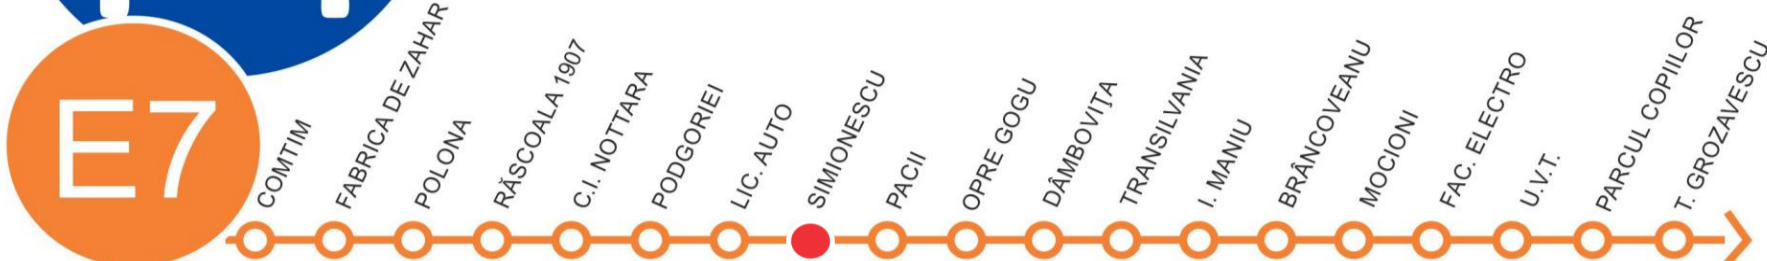 E7
COMTIM
FABRICA DE ZAHAR
POLONA
RĂSCOALA 1907
C.I. NOTTARA
PODGORIEI
LIC. AUTO
SIMIONESCU
PACII
OPRE GOGU
DÂMBOVIŢA
TRANSILVANIA
I. MANIU
BRÂNCOVEANU
MOCIONI
FAC. ELECTRO
U.V.T.
PARCUL COPIILOR
T. GROZAVESCU